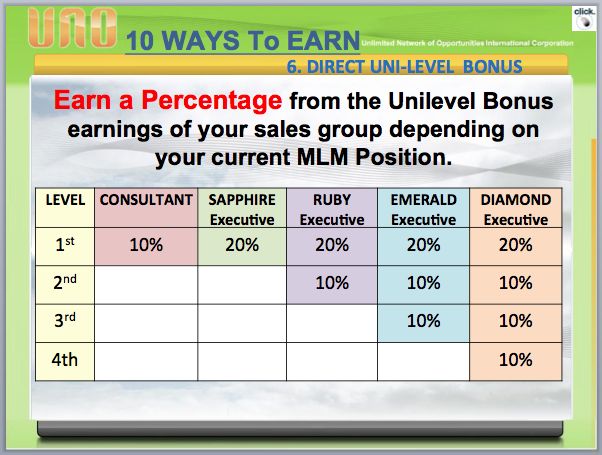 click.
UNO 10 WAYS To EARN Unlimited Network of Opportunities International Corporation
6. DIRECT UNI-LEVEL BONUS
Earn a Percentage from the Unilevel Bonus
earnings of your sales group depending on
your current MLM Position.
LEVEL CONSULTANT SAPPHIRE RUBY EMERALD DIAMOND
Executive Executive Executive Executive
1st 10% 20% 20% 20% 20%
2nd 10% 10% 10%
3rd 10% 10%
4th 10%